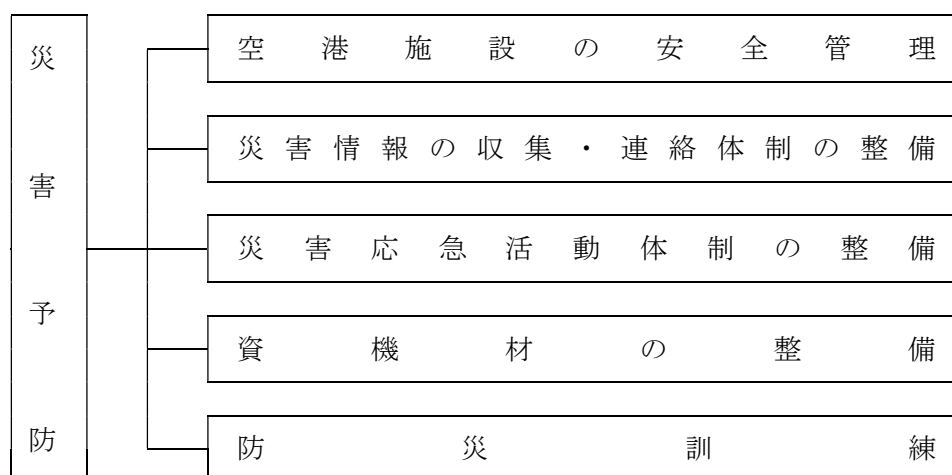 災害予防
空港施設の安全管理
災害情報の収集・連絡体制の整備
災害応急活動体制の整備
資機材の整備
防災訓練